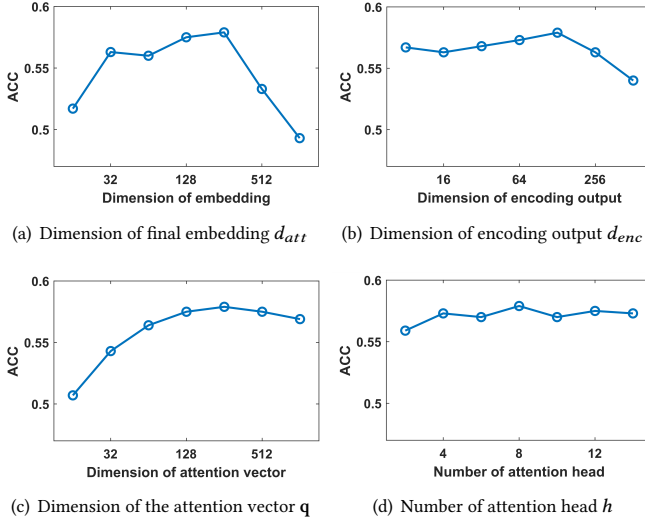 0.6
0.55
0.5
ACC
32 128 512
Dimension of embedding
(a) Dimension of final embedding d_att
0.6
0.55
0.5
ACC
16 64 256
Dimension of encoding output
(b) Dimension of encoding output d_enc
0.6
0.55
0.5
ACC
32 128 512
Dimension of attention vector
(c) Dimension of the attention vector q
0.6
0.55
0.5
ACC
4 8 12
Number of attention head
(d) Number of attention head h